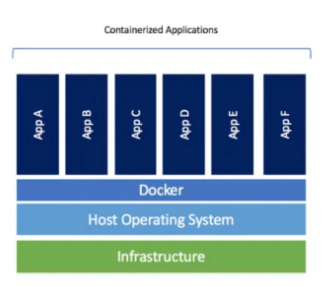 Containerized Applications
App A
App B
App C
App D
App E
App F
Docker
Host Operating System
Infrastructure